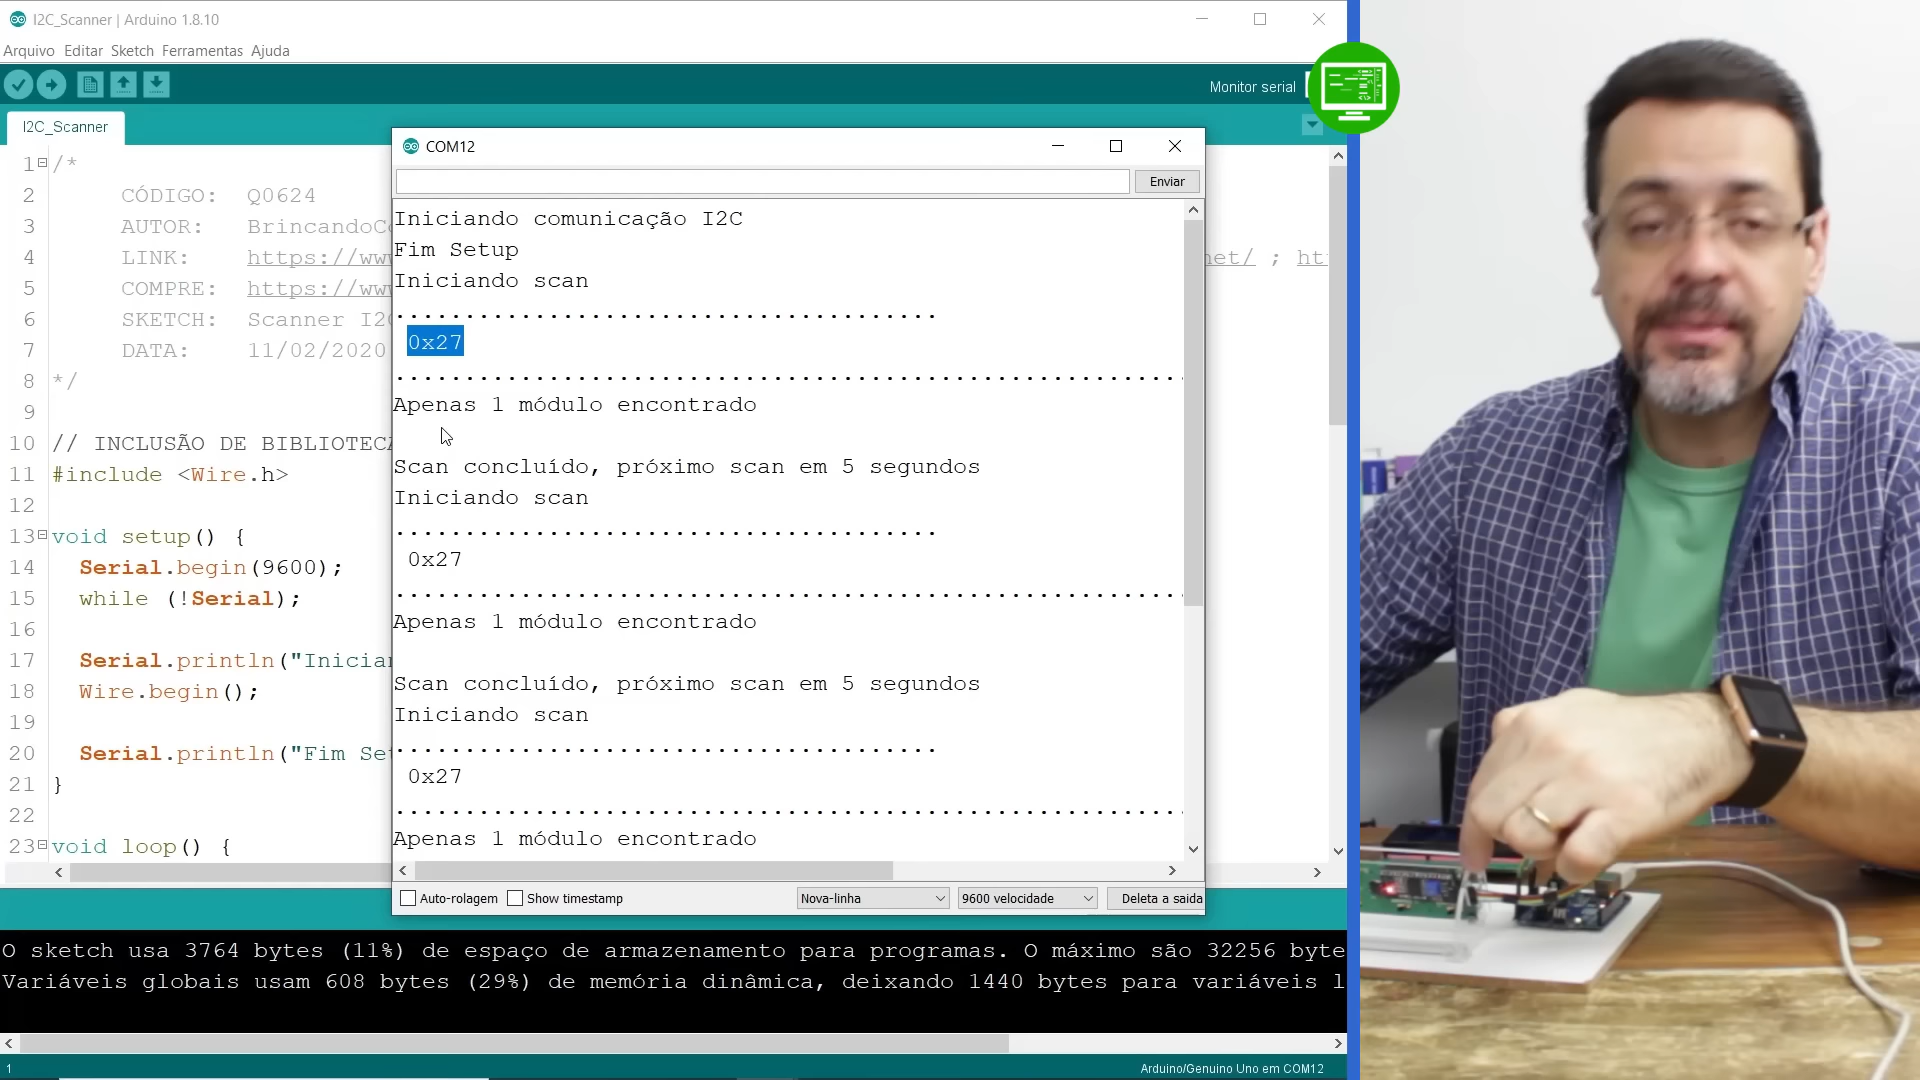 I2C_Scanner | Arduino 1.8.10
Arquivo Editar Sketch Ferramentas Ajuda
Monitor serial
I2C_Scanner
1 /*
2 CÓDIGO: Q0624
3 AUTOR:
4 LINK: https://www net/ ;
5 COMPRE: https://www
6 SKETCH: Scanner
7 DATA: 11/02/2020
8 */
9
10 // INCLUSÃO DE
11 #include <Wire.h>
12
13 void setup() {
14 Serial.begin(9600);
15 while (!Serial);
16
17 Serial.println("
18 Wire.begin();
19
20 Serial.println("Fim
21 }
22
23 void loop() {
COM12
Enviar
Iniciando comunicação I2C
Fim Setup
Iniciando scan
.......................................
0x27
.........................................................
Apenas 1 módulo encontrado
Scan concluído, próximo scan em 5 segundos
Iniciando scan
.......................................
0x27
.........................................................
Apenas 1 módulo encontrado
Scan concluído, próximo scan em 5 segundos
Iniciando scan
.......................................
0x27
.........................................................
Apenas 1 módulo encontrado
Auto-rolagem Show timestamp Nova-linha 9600 velocidade Deleta a saida
O sketch usa 3764 bytes (11%) de espaço de armazenamento para programas. O máximo são 32256
Variáveis globais usam 608 bytes (29%) de memória dinâmica, deixando 1440 bytes para variáveis
1
Arduino/Genuino Uno em COM12